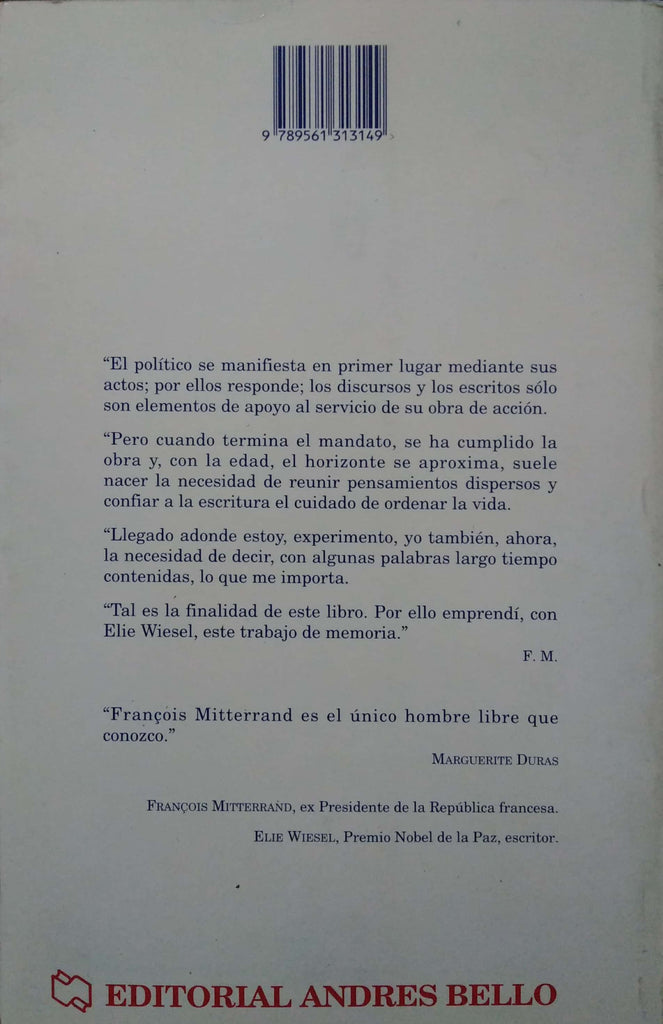 9 789561 313149 >
“El político se manifiesta en primer lugar mediante sus
actos; por ellos responde; los discursos y los escritos sólo
son elementos de apoyo al servicio de su obra de acción.
“Pero cuando termina el mandato, se ha cumplido la
obra y, con la edad, el horizonte se aproxima, suele
nacer la necesidad de reunir pensamientos dispersos y
confiar a la escritura el cuidado de ordenar la vida.
“Llegado adonde estoy, experimento, yo también, ahora,
la necesidad de decir, con algunas palabras largo tiempo
contenidas, lo que me importa.
“Tal es la finalidad de este libro. Por ello emprendí, con
Elie Wiesel, este trabajo de memoria.”
F. M.
“François Mitterrand es el único hombre libre que
conozco.”
MARGUERITE DURAS
FRANÇOIS MITTERRAND, ex Presidente de la República francesa.
ELIE WIESEL, Premio Nobel de la Paz, escritor.
EDITORIAL ANDRES BELLO